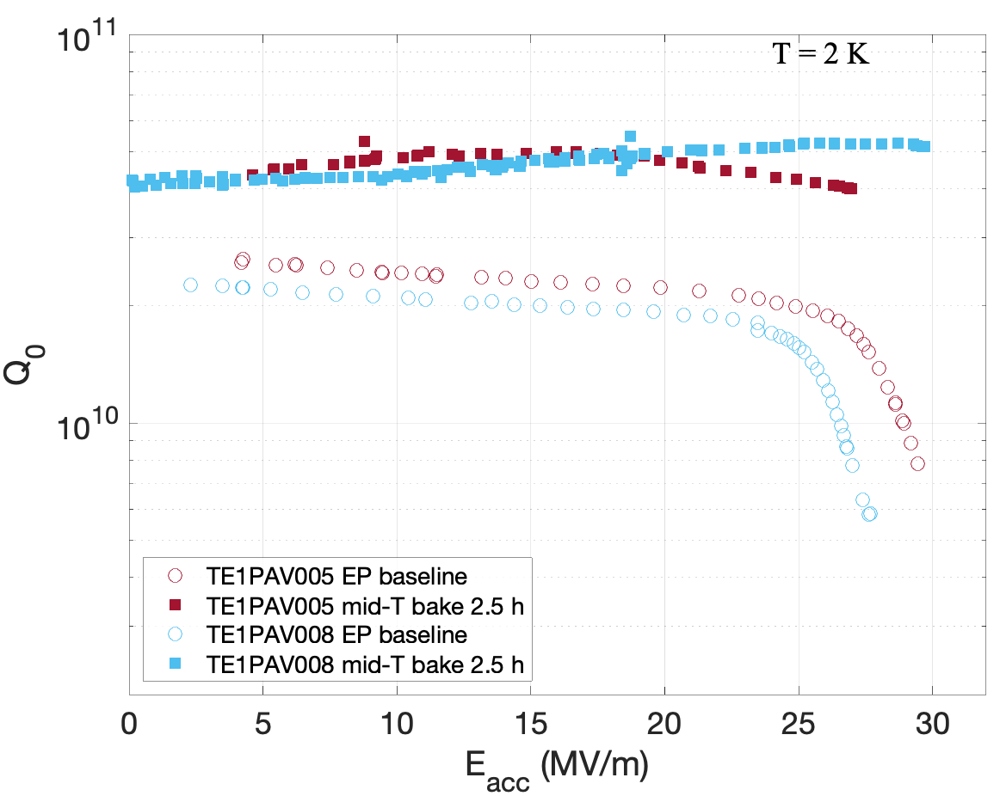 10^11
T = 2 K
Q_0
10^10
TE1PAV005 EP baseline
TE1PAV005 mid-T bake 2.5 h
TE1PAV008 EP baseline
TE1PAV008 mid-T bake 2.5 h
0 5 10 15 20 25 30
E_acc (MV/m)